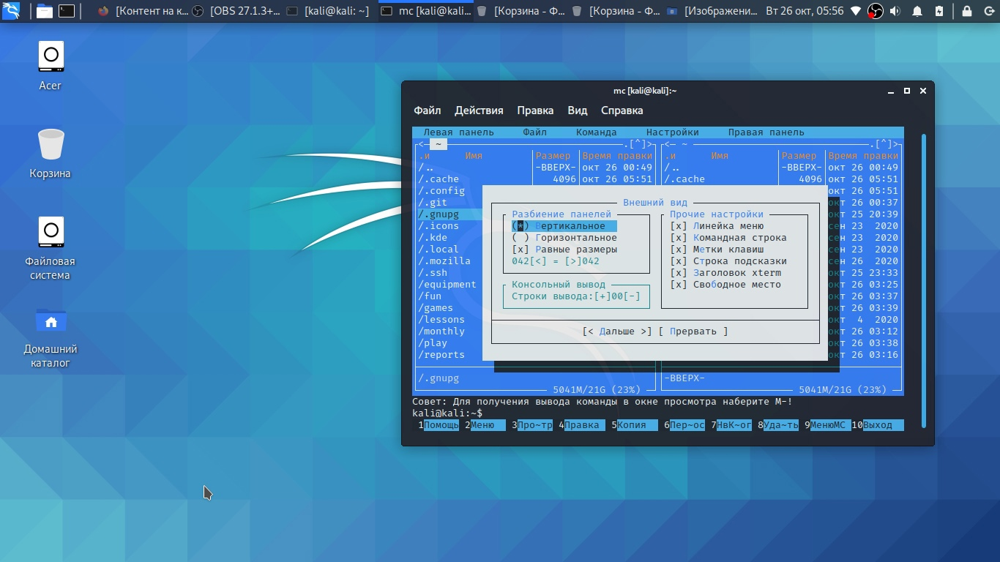 [Контент на к... [OBS 27.1.3+... [kali@kali: ~] mc [kali@kali... [Корзина - Ф... [Корзина - Ф... [Изображени... Вт 26 окт, 05:56
Acer
Корзина
Файловая
система
Домашний
каталог
mc [kali@kali]:~
Файл Действия Правка Вид Справка
Левая панель Файл Команда Настройки Правая панель
<— ~ .[^]> <— ~ .[^]>
.и Имя Размер Время правки .и Имя Размер Время правки
/.. -ВВЕРХ- окт 26 00:49 /.. -ВВЕРХ- окт 26 00:49
/.cache 4096 окт 26 05:51 /.cache 4096 окт 26 05:51
/.config окт 26 05:51
/.git окт 26 00:37
/.gnupg окт 25 20:39
/.icons сен 23 2020
/.kde сен 23 2020
/.local сен 23 2020
/.mozilla сен 26 2020
/.ssh окт 25 23:33
/equipment окт 26 03:25
/fun окт 26 03:37
/games окт 26 03:39
/lessons окт 4 2020
/monthly окт 26 03:12
/play окт 26 03:38
/reports окт 26 03:16
Внешний вид
Разбиение панелей
(*) Вертикальное
( ) Горизонтальное
[x] Равные размеры
042[<] = [>]042
Консольный вывод
Строки вывода:[+]00[-]
Прочие настройки
[x] Линейка меню
[x] Командная строка
[x] Метки клавиш
[x] Строка подсказки
[x] Заголовок xterm
[x] Свободное место
[< Дальше >] [ Прервать ]
/.gnupg -ВВЕРХ-
5041M/21G (23%) 5041M/21G (23%)
Совет: Для получения вывода команды в окне просмотра наберите M-!
kali@kali:~$
1Помощь 2Меню 3Про~тр 4Правка 5Копия 6Пер~ос 7НвК~ог 8Уда~ть 9МенюMC 10Выход